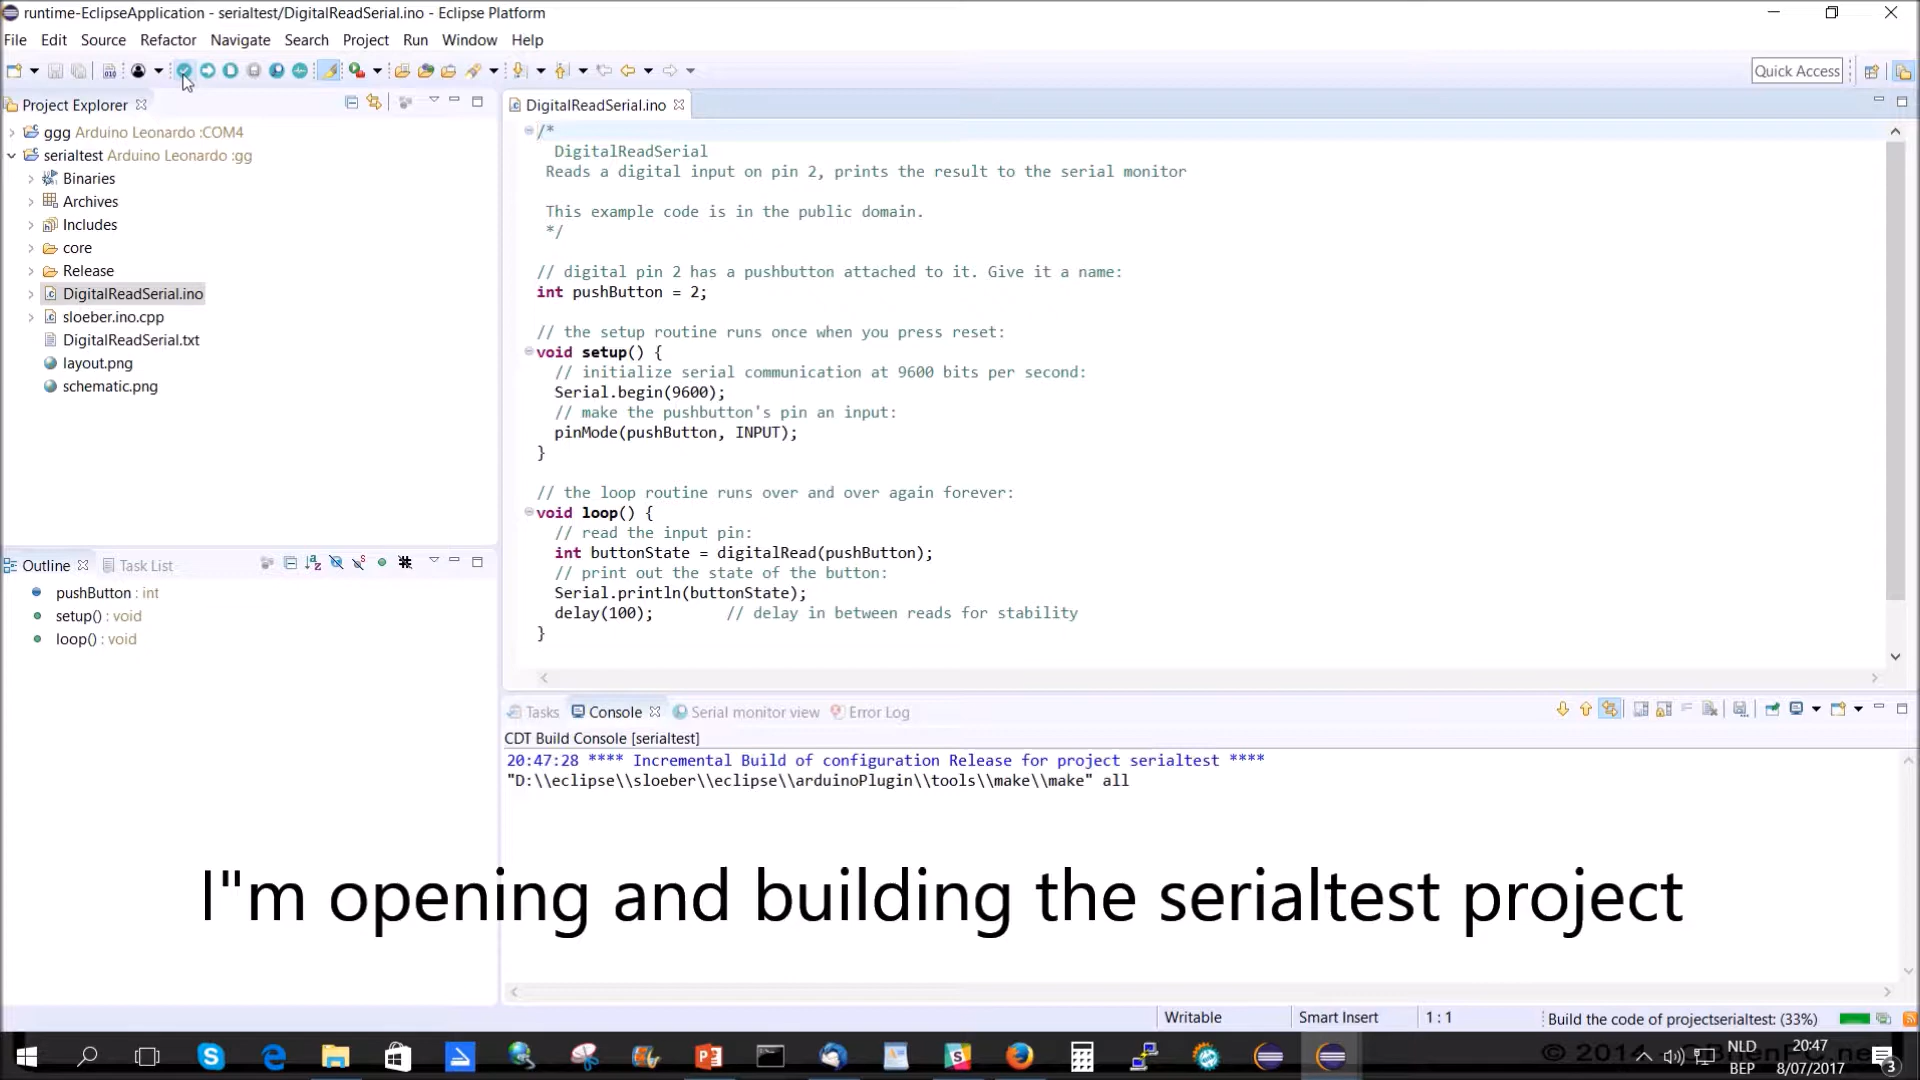 runtime-EclipseApplication - serialtest/DigitalReadSerial.ino - Eclipse Platform
File Edit Source Refactor Navigate Search Project Run Window Help
Quick Access
Project Explorer
ggg Arduino Leonardo :COM4
serialtest Arduino Leonardo :gg
Binaries
Archives
Includes
core
Release
DigitalReadSerial.ino
sloeber.ino.cpp
DigitalReadSerial.txt
layout.png
schematic.png
Outline Task List
pushButton : int
setup() : void
loop() : void
DigitalReadSerial.ino
/*
DigitalReadSerial
Reads a digital input on pin 2, prints the result to the serial monitor
This example code is in the public domain.
*/
// digital pin 2 has a pushbutton attached to it. Give it a name:
int pushButton = 2;
// the setup routine runs once when you press reset:
void setup() {
// initialize serial communication at 9600 bits per second:
Serial.begin(9600);
// make the pushbutton's pin an input:
pinMode(pushButton, INPUT);
}
// the loop routine runs over and over again forever:
void loop() {
// read the input pin:
int buttonState = digitalRead(pushButton);
// print out the state of the button:
Serial.println(buttonState);
delay(100); // delay in between reads for stability
}
Tasks Console Serial monitor view Error Log
CDT Build Console [serialtest]
20:47:28 **** Incremental Build of configuration Release for project serialtest ****
"D:\\eclipse\\sloeber\\eclipse\\arduinoPlugin\\tools\\make\\make" all
I"m opening and building the serialtest project
Writable Smart Insert 1 : 1 Build the code of projectserialtest: (33%)
NLD 20:47
BEP 8/07/2017 3